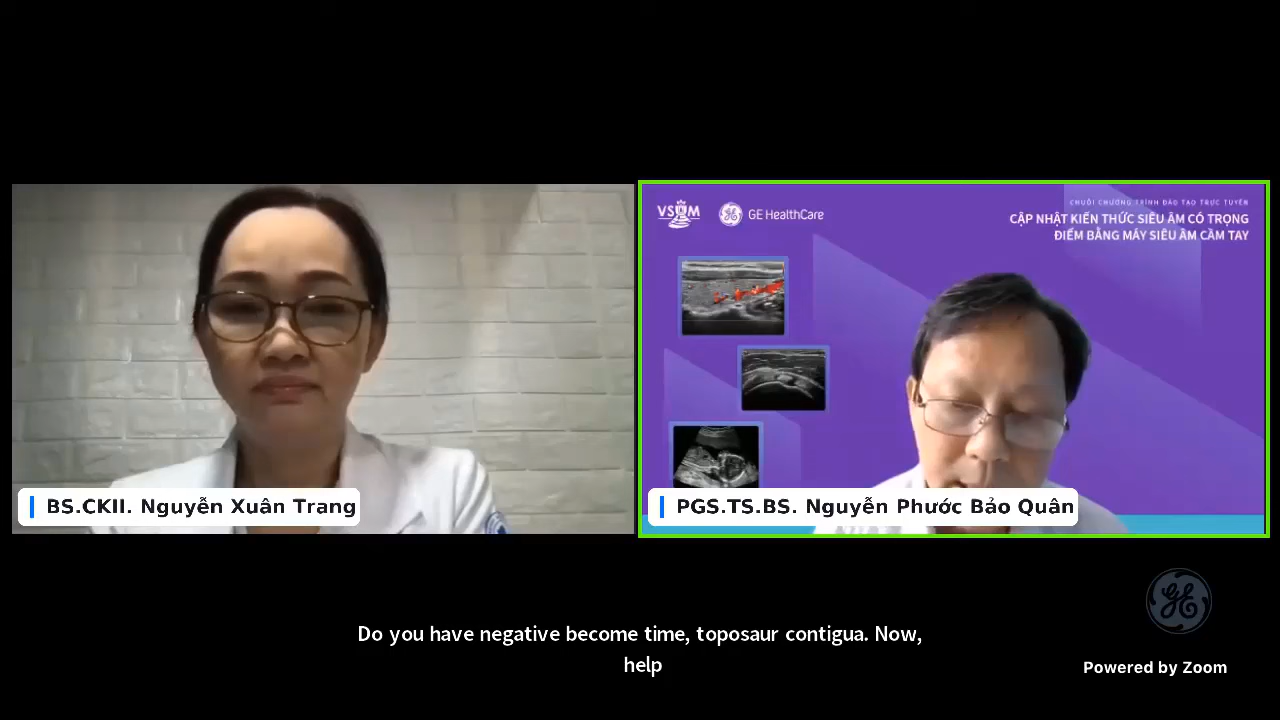 VSUM
GE HealthCare
CHUỖI CHƯƠNG TRÌNH ĐÀO TẠO TRỰC TUYẾN
CẬP NHẬT KIẾN THỨC SIÊU ÂM CÓ TRỌNG
ĐIỂM BẰNG MÁY SIÊU ÂM CẦM TAY
BS.CKII. Nguyễn Xuân Trang
PGS.TS.BS. Nguyễn Phước Bảo Quân
Do you have negative become time, toposaur contigua. Now,
help
GE
Powered by Zoom